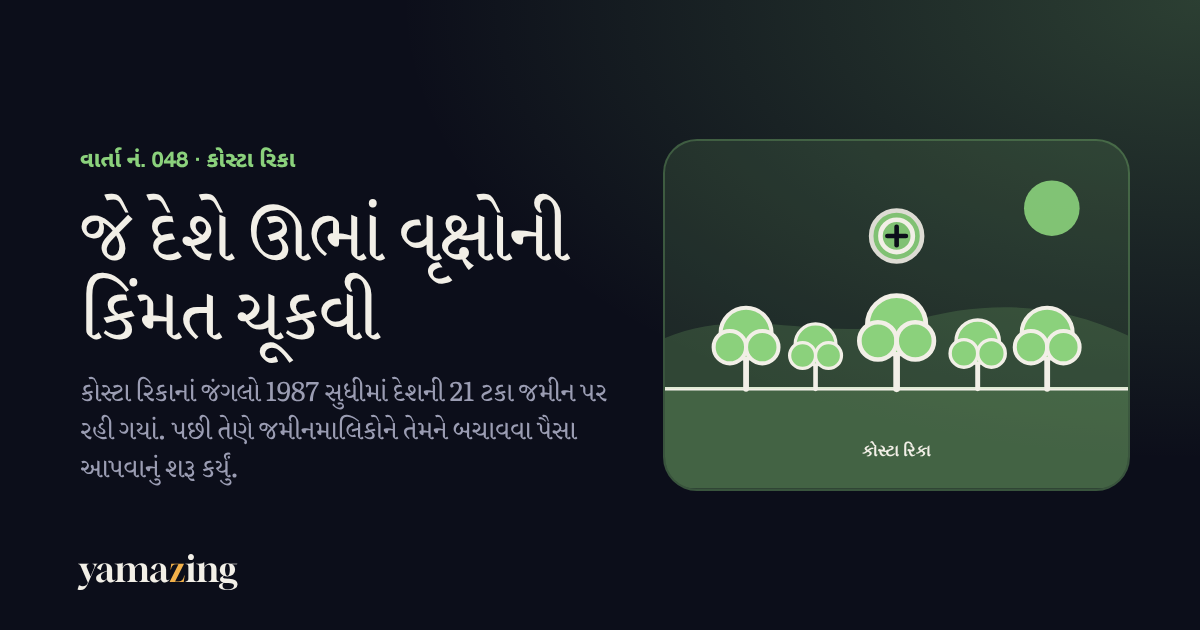 વાર્તા નં. 048 · કોસ્ટા રિકા
જે દેશે ઊભાં વૃક્ષોની
કિંમત ચૂકવી
કોસ્ટા રિકાનાં જંગલો 1987 સુધીમાં દેશની 21 ટકા જમીન પર
રહી ગયાં. પછી તેણે જમીનમાલિકોને તેમને બચાવવા પૈસા
આપવાનું શરૂ કર્યું.
કોસ્ટા રિકા
yamazing